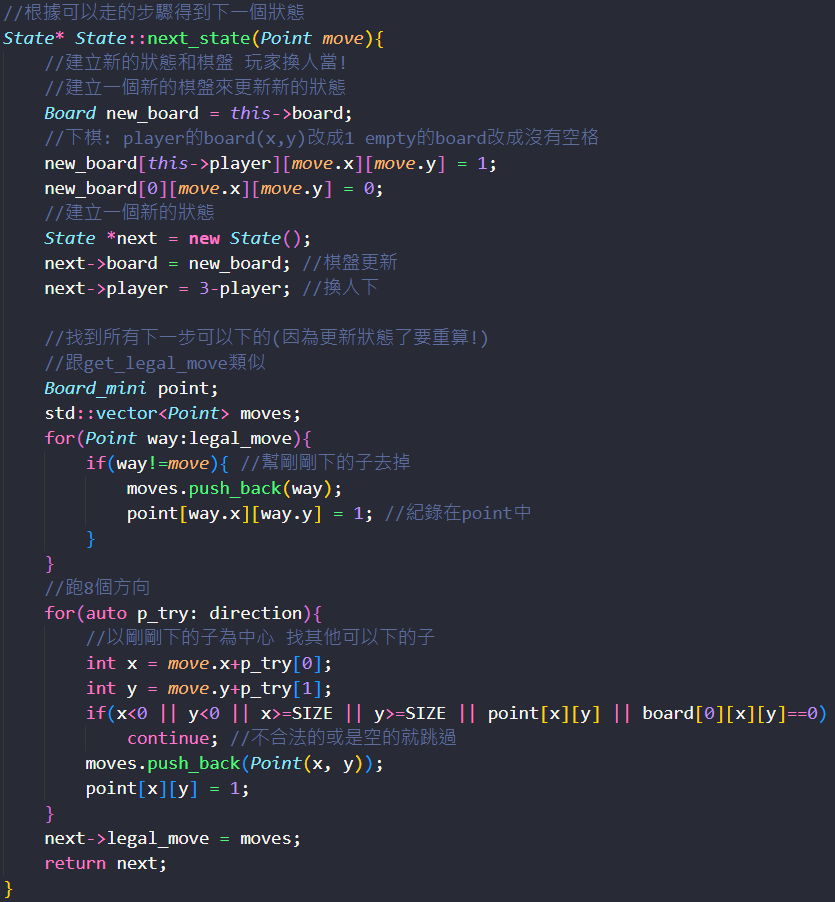 //根據可以走的步驟得到下一個狀態
State* State::next_state(Point move){
    //建立新的狀態和棋盤 玩家換人當!
    //建立一個新的棋盤來更新新的狀態
    Board new_board = this->board;
    //下棋: player的board(x,y)改成1 empty的board改成沒有空格
    new_board[this->player][move.x][move.y] = 1;
    new_board[0][move.x][move.y] = 0;
    //建立一個新的狀態
    State *next = new State();
    next->board = new_board; //棋盤更新
    next->player = 3-player; //換人下

    //找到所有下一步可以下的(因為更新狀態了要重算!)
    //跟get_legal_move類似
    Board_mini point;
    std::vector<Point> moves;
    for(Point way:legal_move){
        if(way!=move){ //幫剛剛下的子去掉
            moves.push_back(way);
            point[way.x][way.y] = 1; //紀錄在point中
        }
    }
    //跑8個方向
    for(auto p_try: direction){
        //以剛剛下的子為中心 找其他可以下的子
        int x = move.x+p_try[0];
        int y = move.y+p_try[1];
        if(x<0 || y<0 || x>=SIZE || y>=SIZE || point[x][y] || board[0][x][y]==0)
            continue; //不合法的或是空的就跳過
        moves.push_back(Point(x, y));
        point[x][y] = 1;
    }
    next->legal_move = moves;
    return next;
}